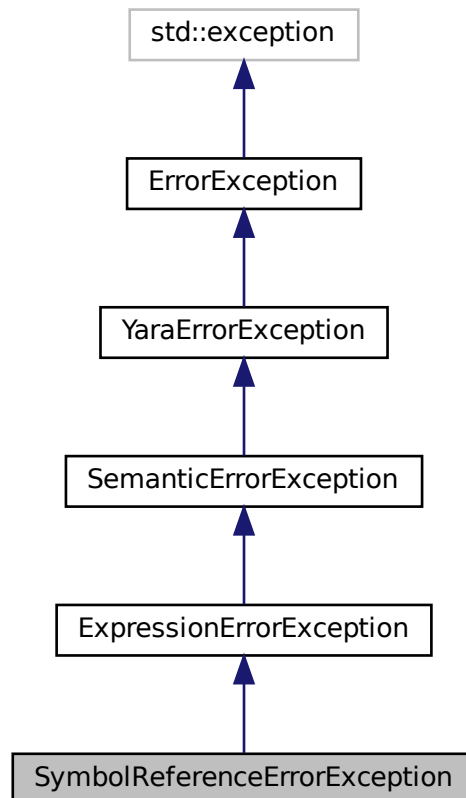 std::exception
ErrorException
YaraErrorException
SemanticErrorException
ExpressionErrorException
SymbolReferenceErrorException